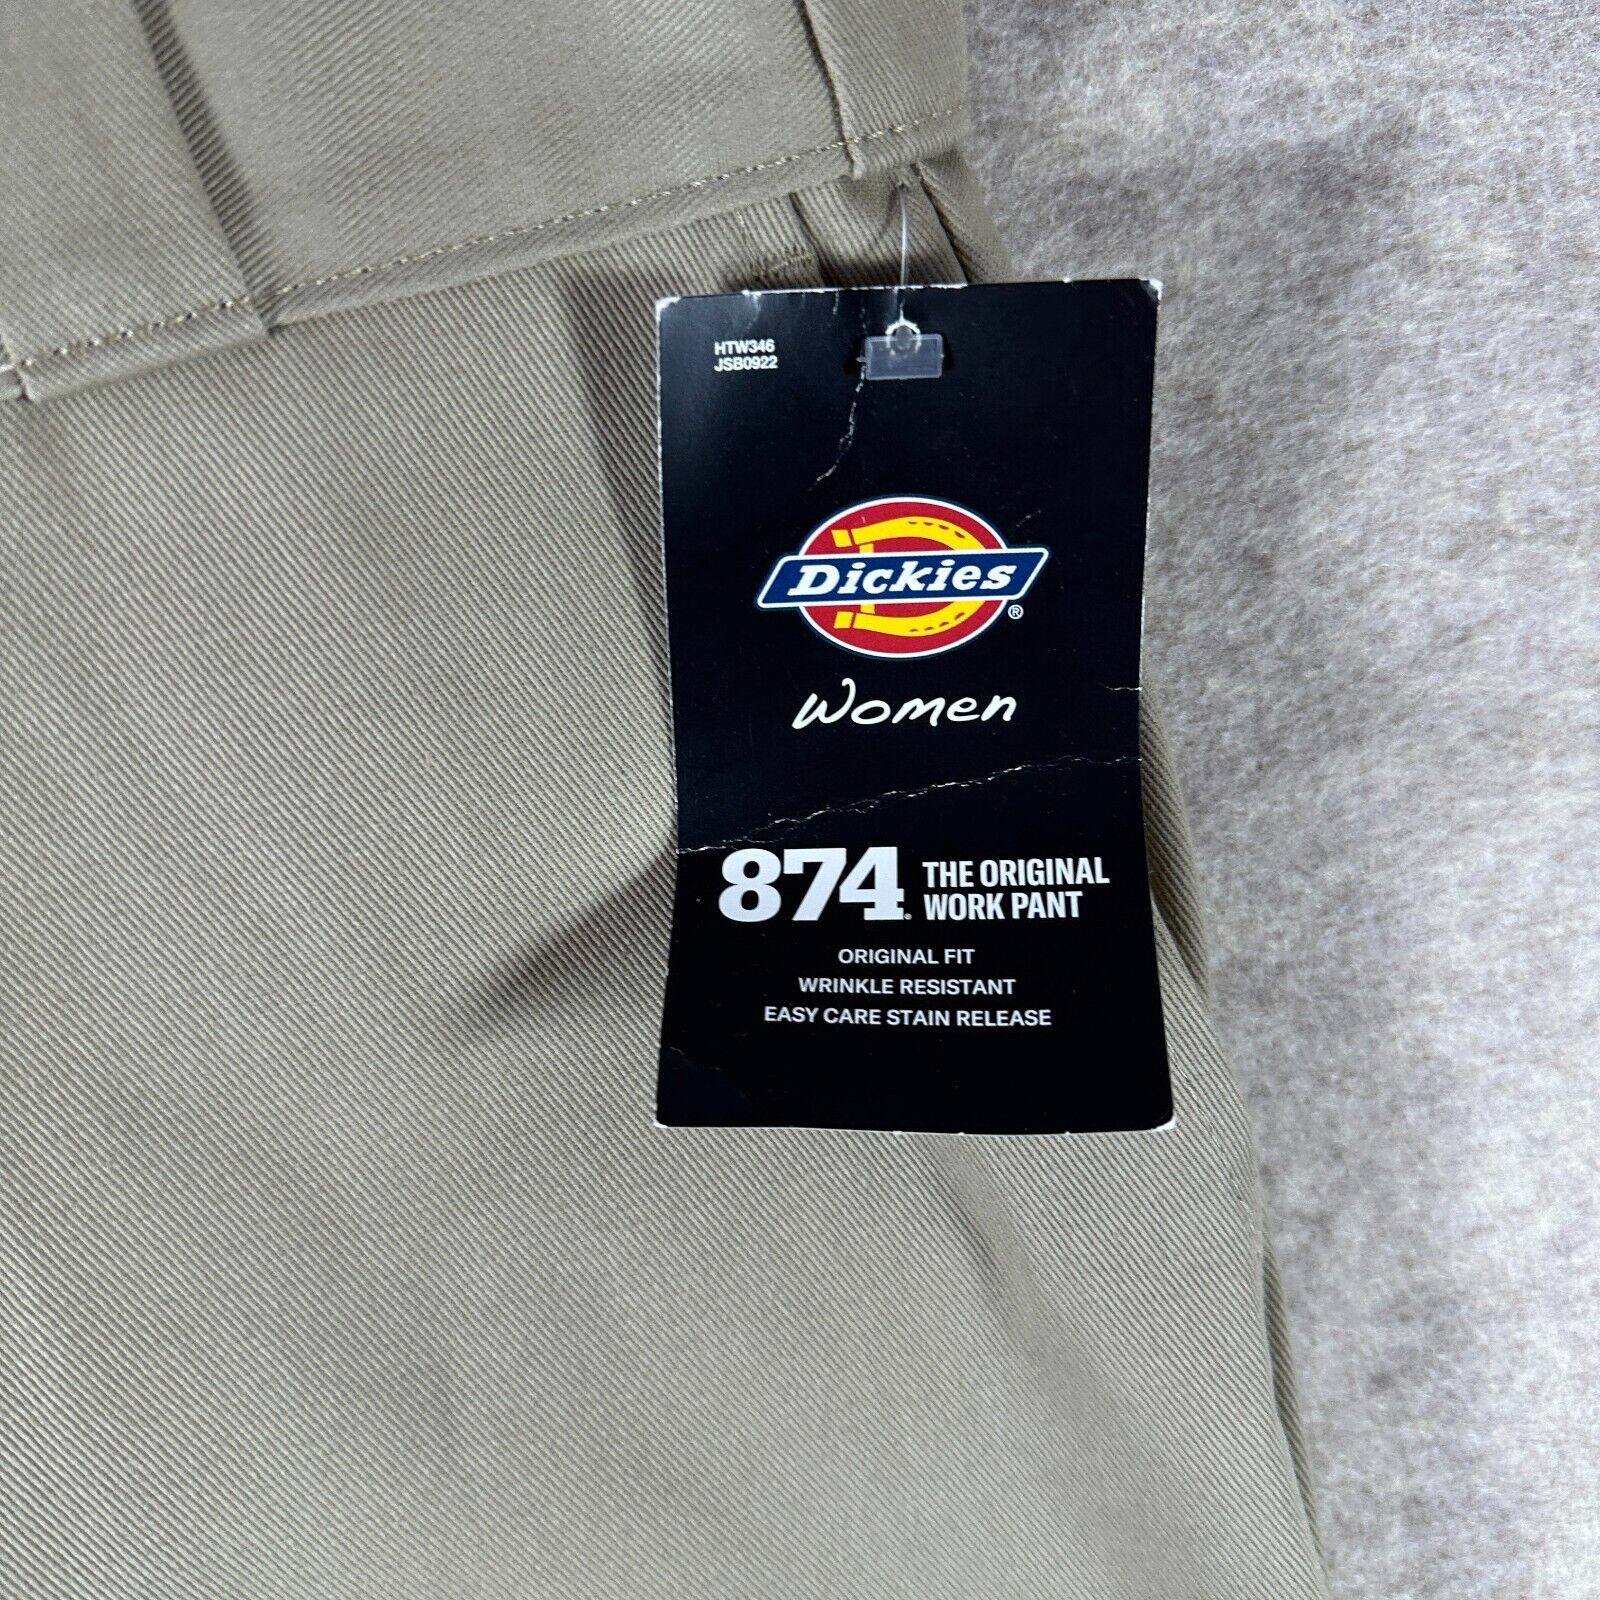 HTW346
JSB0922
Dickies®
Women
874® THE ORIGINAL
WORK PANT
ORIGINAL FIT
WRINKLE RESISTANT
EASY CARE STAIN RELEASE